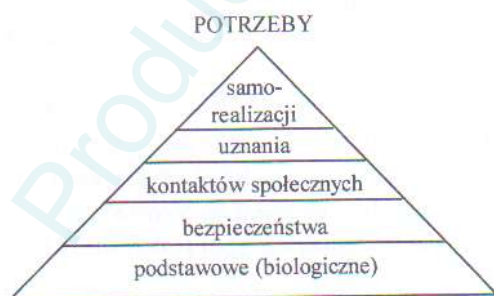 POTRZEBY
samo-
realizacji
uznania
kontaktów społecznych
bezpieczeństwa
podstawowe (biologiczne)